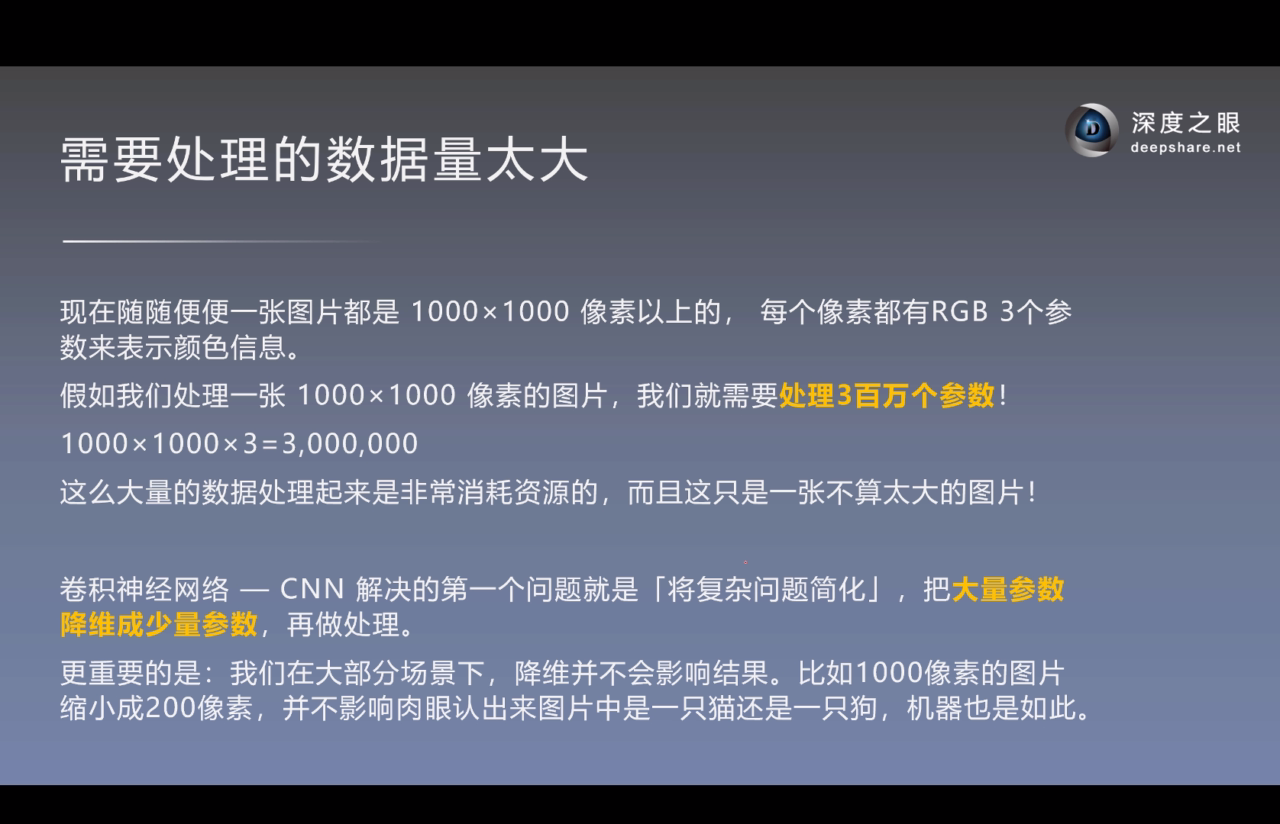 需要处理的数据量太大
深度之眼
deepshare.net
现在随随便便一张图片都是 1000×1000 像素以上的， 每个像素都有RGB 3个参
数来表示颜色信息。
假如我们处理一张 1000×1000 像素的图片，我们就需要处理3百万个参数！
1000×1000×3=3,000,000
这么大量的数据处理起来是非常消耗资源的，而且这只是一张不算太大的图片！
卷积神经网络 — CNN 解决的第一个问题就是「将复杂问题简化」，把大量参数
降维成少量参数，再做处理。
更重要的是：我们在大部分场景下，降维并不会影响结果。比如1000像素的图片
缩小成200像素，并不影响肉眼认出来图片中是一只猫还是一只狗，机器也是如此。